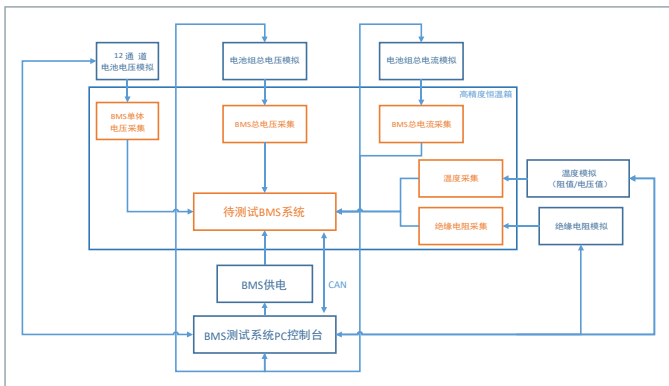 12通道
电池电压模拟
电池组总电压模拟
电池组总电流模拟
高精度恒温箱
BMS单体
电压采集
BMS总电压采集
BMS总电流采集
温度采集
温度模拟
（阻值/电压值）
待测试BMS系统
绝缘电阻采集
绝缘电阻模拟
BMS供电
CAN
BMS测试系统PC控制台